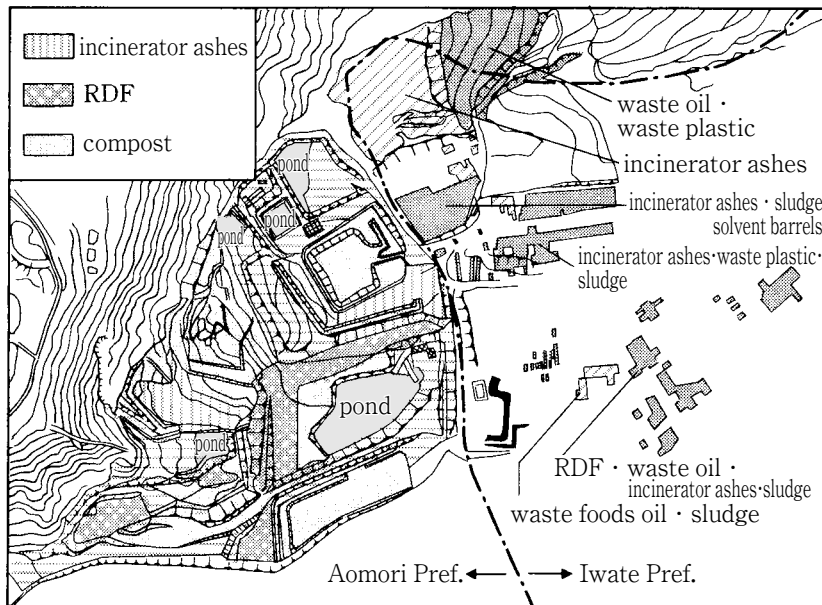 incinerator ashes
RDF
compost
waste oil ·
waste plastic
incinerator ashes
incinerator ashes · sludge
solvent barrels
incinerator ashes·waste plastic·
sludge
pond
pond
pond
pond
pond
RDF · waste oil ·
incinerator ashes·sludge
waste foods oil · sludge
Aomori Pref.
Iwate Pref.